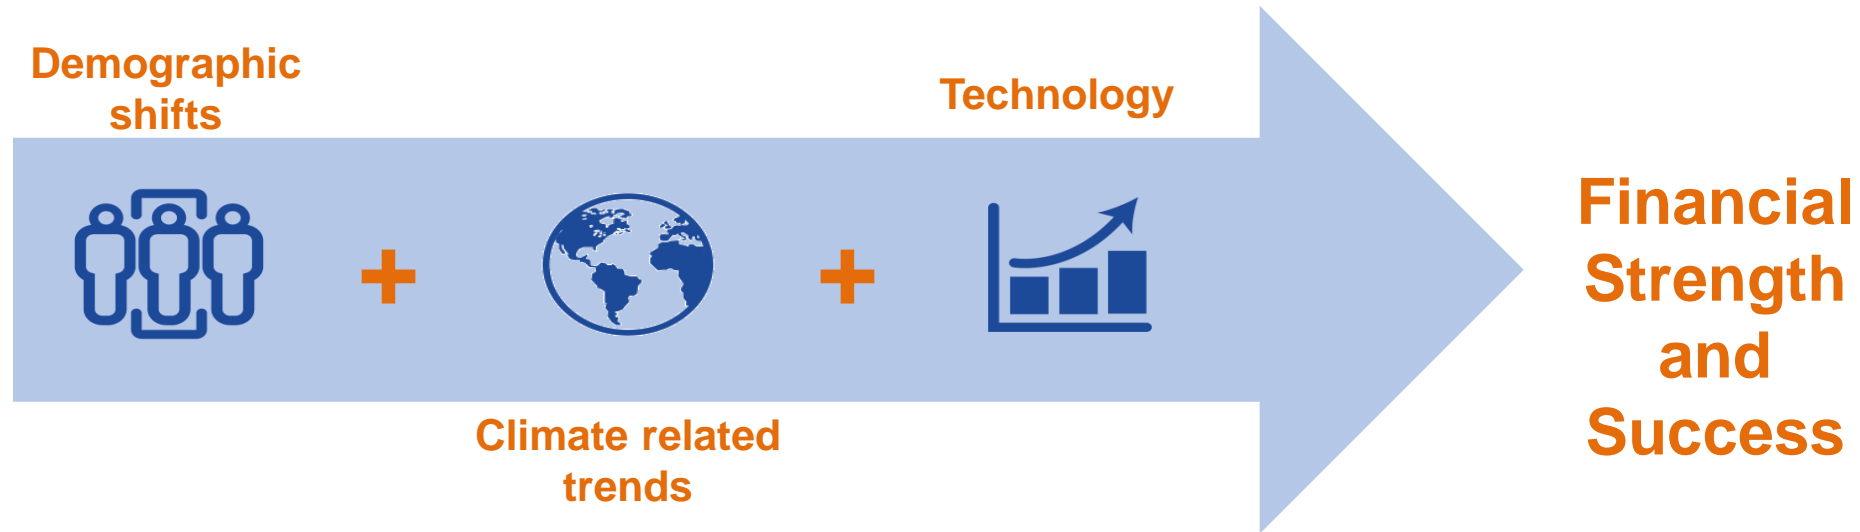 Demographic
shifts
Technology
+
+
Climate related
trends
Financial
Strength
and
Success